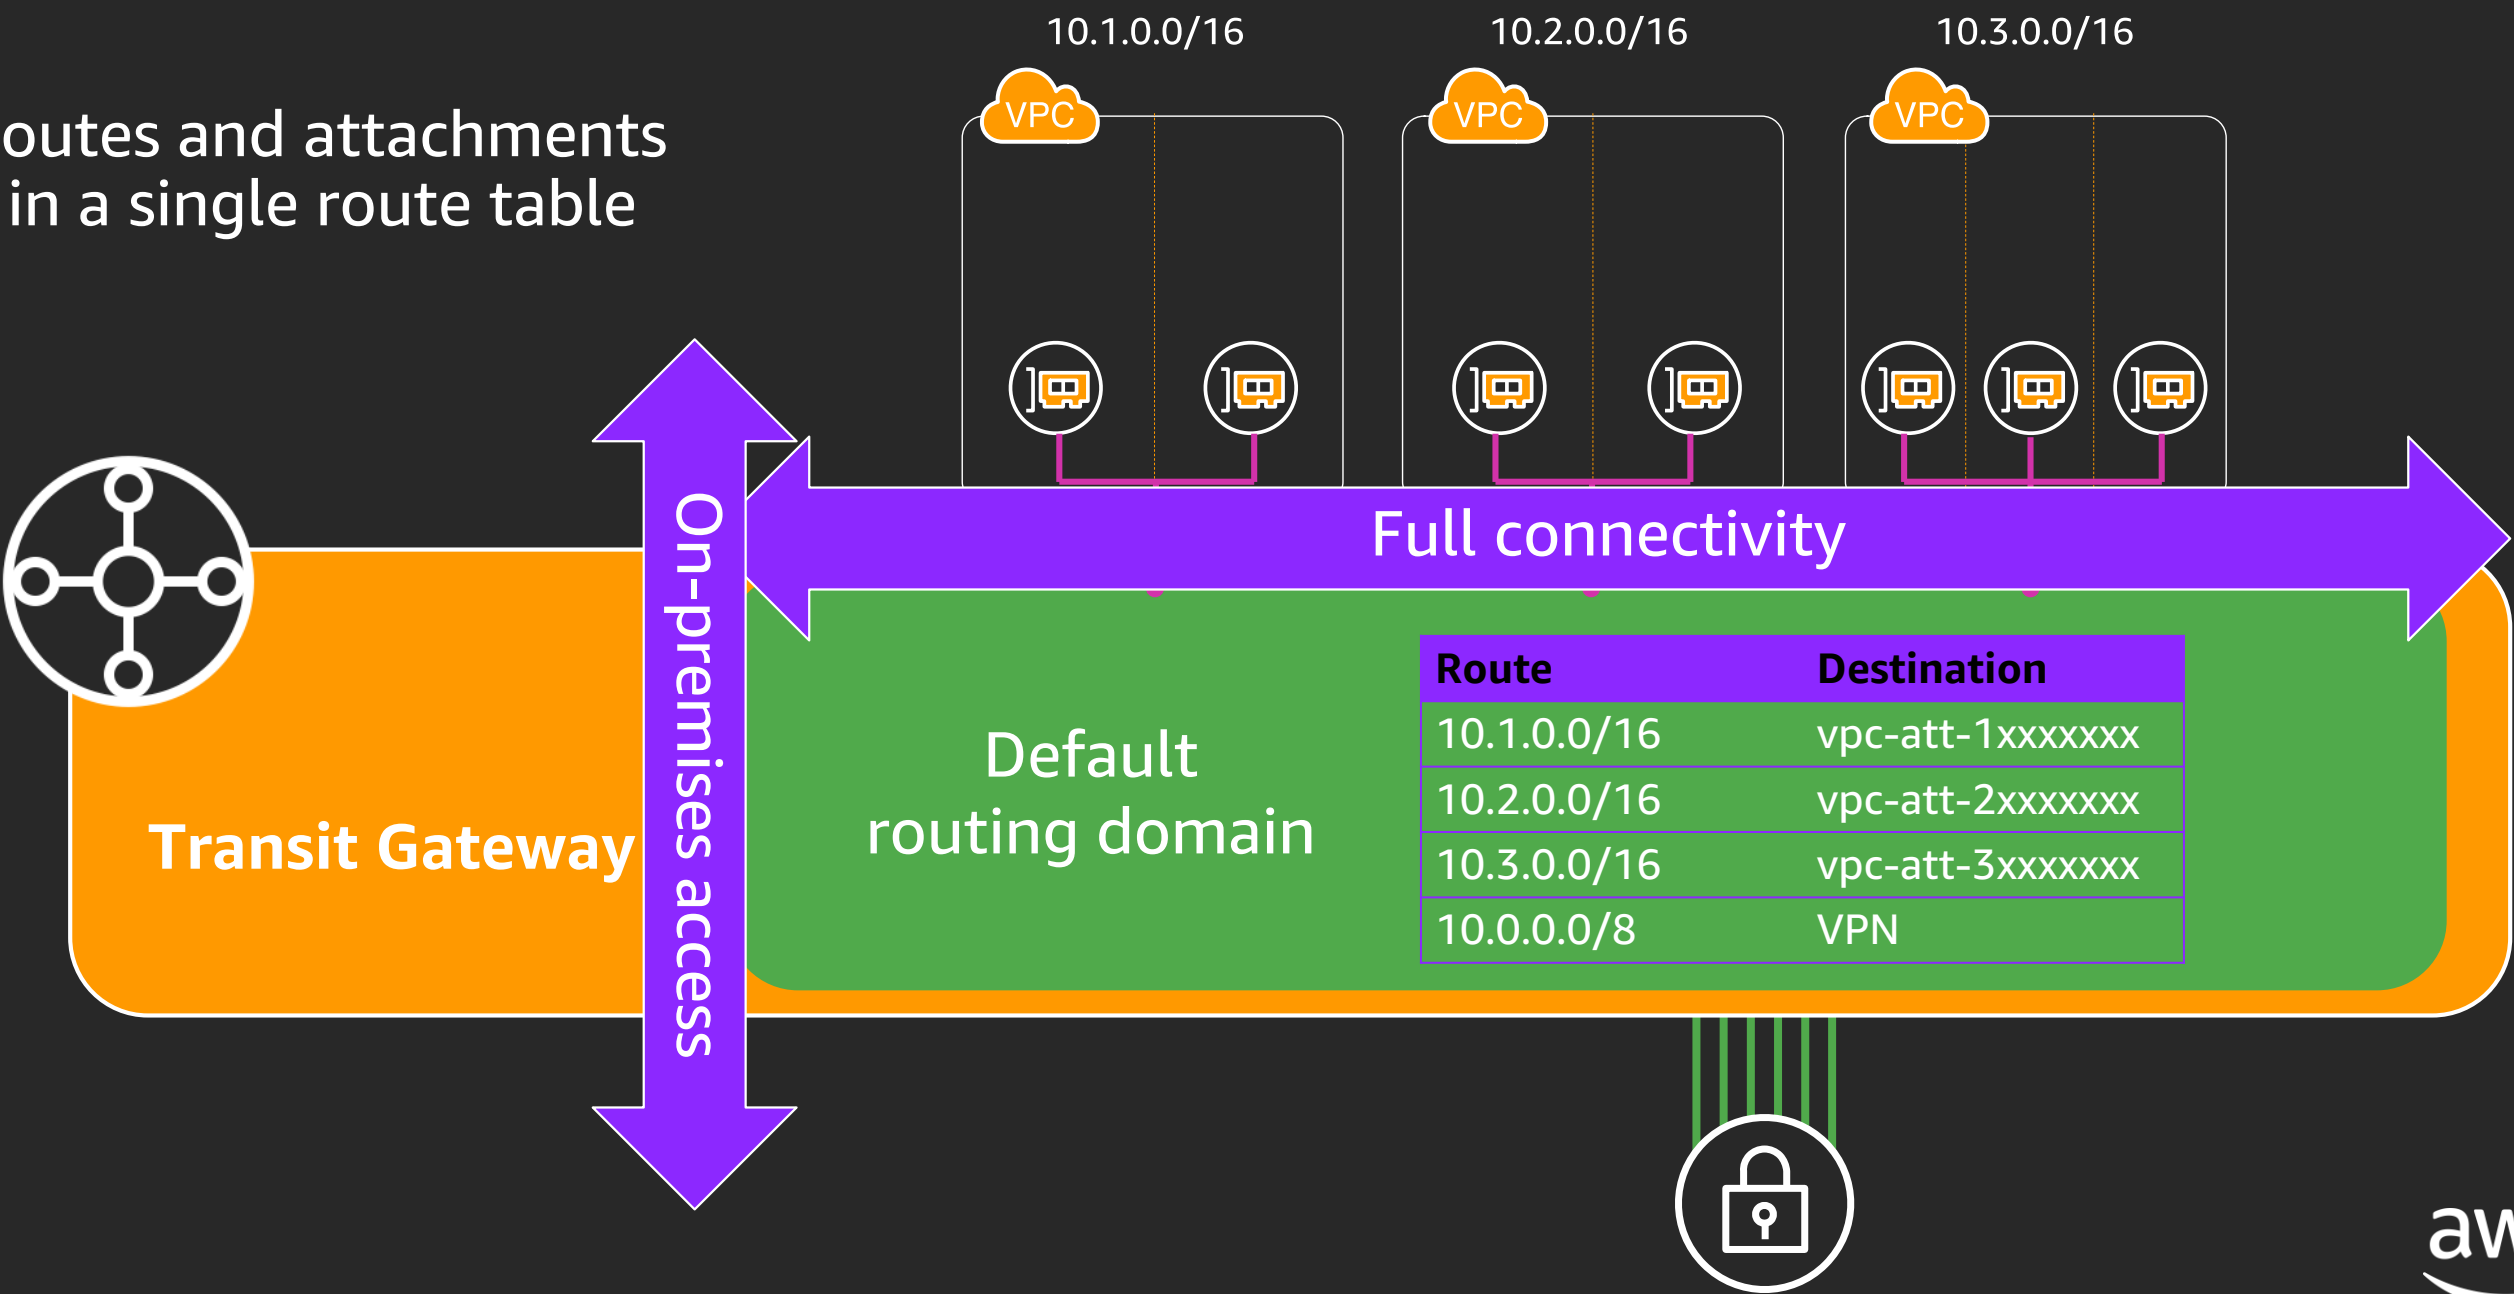 10.1.0.0/16
10.2.0.0/16
10.3.0.0/16
VPC
VPC
VPC
outes and attachments
in a single route table
Full connectivity
On-premises access
Transit Gateway
Default
routing domain
Route Destination
10.1.0.0/16 vpc-att-1xxxxxxx
10.2.0.0/16 vpc-att-2xxxxxxx
10.3.0.0/16 vpc-att-3xxxxxxx
10.0.0.0/8 VPN